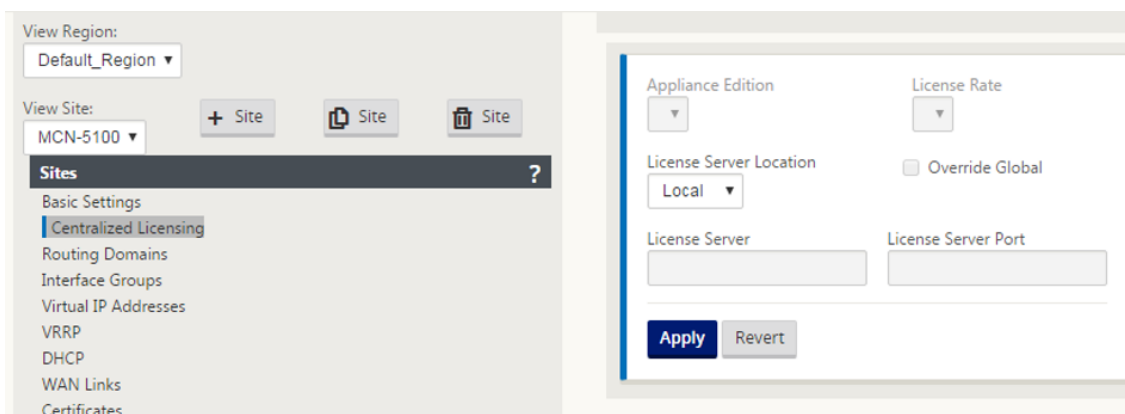 View Region:
Default_Region
View Site:
MCN-5100
+ Site
Site
Site
Sites ?
Basic Settings
Centralized Licensing
Routing Domains
Interface Groups
Virtual IP Addresses
VRRP
DHCP
WAN Links
Certificates
Appliance Edition
License Rate
License Server Location
Local
Override Global
License Server
License Server Port
Apply
Revert